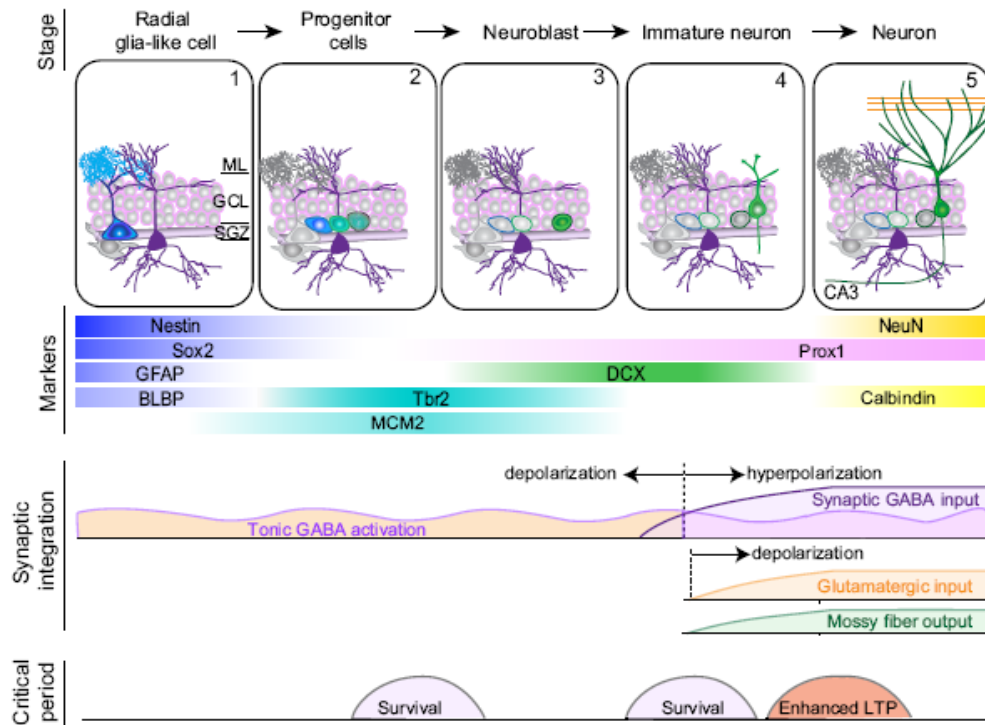 Stage
Radial
glia-like cell
Progenitor
cells
Neuroblast
Immature neuron
Neuron
1
2
3
4
5
ML
GCL
SGZ
CA3
Markers
Nestin
NeuN
Sox2
Prox1
GFAP
DCX
BLBP
Tbr2
Calbindin
MCM2
Synaptic
integration
depolarization
hyperpolarization
Synaptic GABA input
Tonic GABA activation
depolarization
Glutamatergic input
Mossy fiber output
Critical
period
Survival
Survival
Enhanced LTP